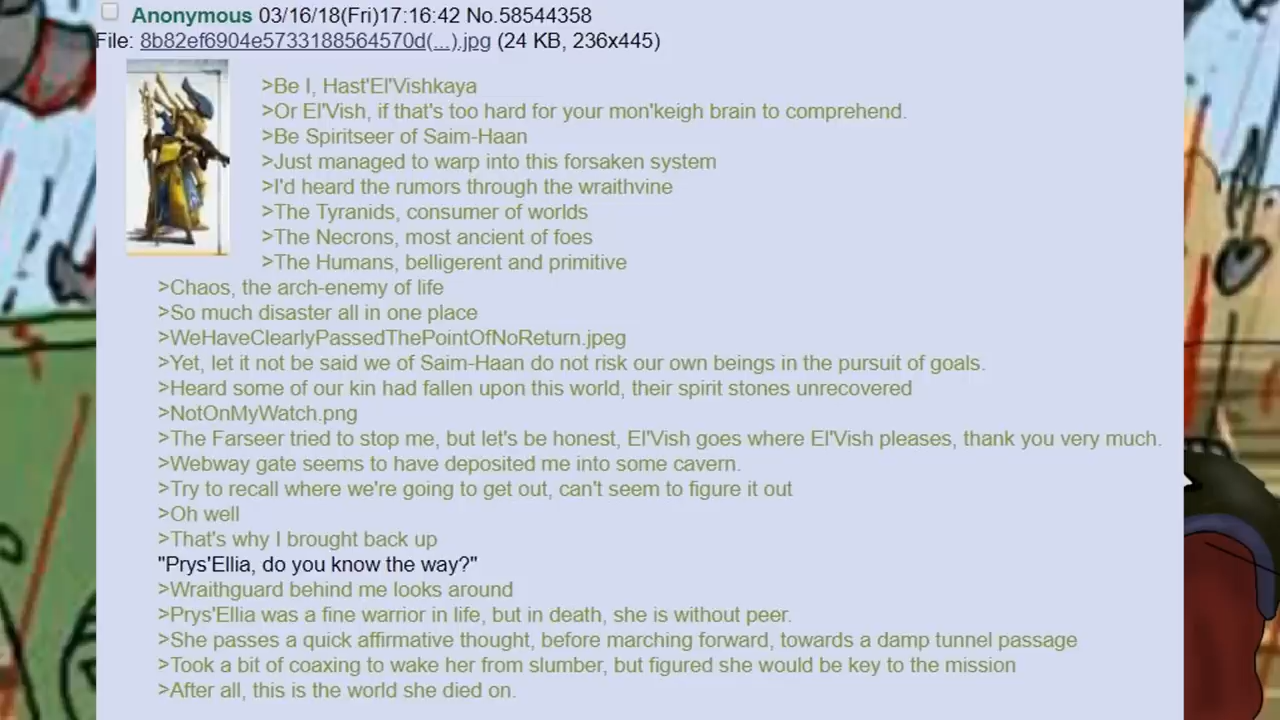 Anonymous 03/16/18(Fri)17:16:42 No.58544358
File: 8b82ef6904e5733188564570d(...).jpg (24 KB, 236x445)
>Be I, Hast'El'Vishkaya
>Or El'Vish, if that's too hard for your mon'keigh brain to comprehend.
>Be Spiritseer of Saim-Haan
>Just managed to warp into this forsaken system
>I'd heard the rumors through the wraithvine
>The Tyranids, consumer of worlds
>The Necrons, most ancient of foes
>The Humans, belligerent and primitive
>Chaos, the arch-enemy of life
>So much disaster all in one place
>WeHaveClearlyPassedThePointOfNoReturn.jpeg
>Yet, let it not be said we of Saim-Haan do not risk our own beings in the pursuit of goals.
>Heard some of our kin had fallen upon this world, their spirit stones unrecovered
>NotOnMyWatch.png
>The Farseer tried to stop me, but let's be honest, El'Vish goes where El'Vish pleases, thank you very much.
>Webway gate seems to have deposited me into some cavern.
>Try to recall where we're going to get out, can't seem to figure it out
>Oh well
>That's why I brought back up
"Prys'Ellia, do you know the way?"
>Wraithguard behind me looks around
>Prys'Ellia was a fine warrior in life, but in death, she is without peer.
>She passes a quick affirmative thought, before marching forward, towards a damp tunnel passage
>Took a bit of coaxing to wake her from slumber, but figured she would be key to the mission
>After all, this is the world she died on.